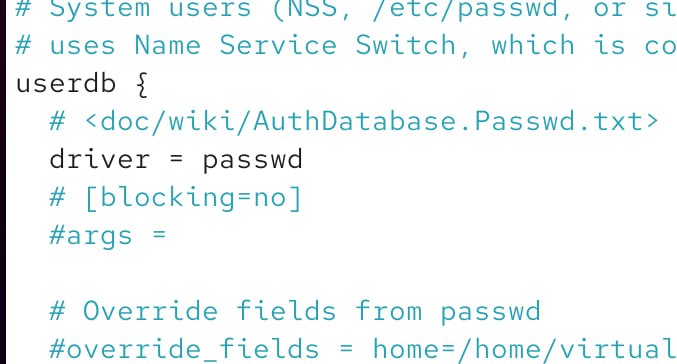 # System users (NSS, /etc/passwd, or si
# uses Name Service Switch, which is co
userdb {
  # <doc/wiki/AuthDatabase.Passwd.txt>
  driver = passwd
  # [blocking=no]
  #args =

  # Override fields from passwd
  #override_fields = home=/home/virtual